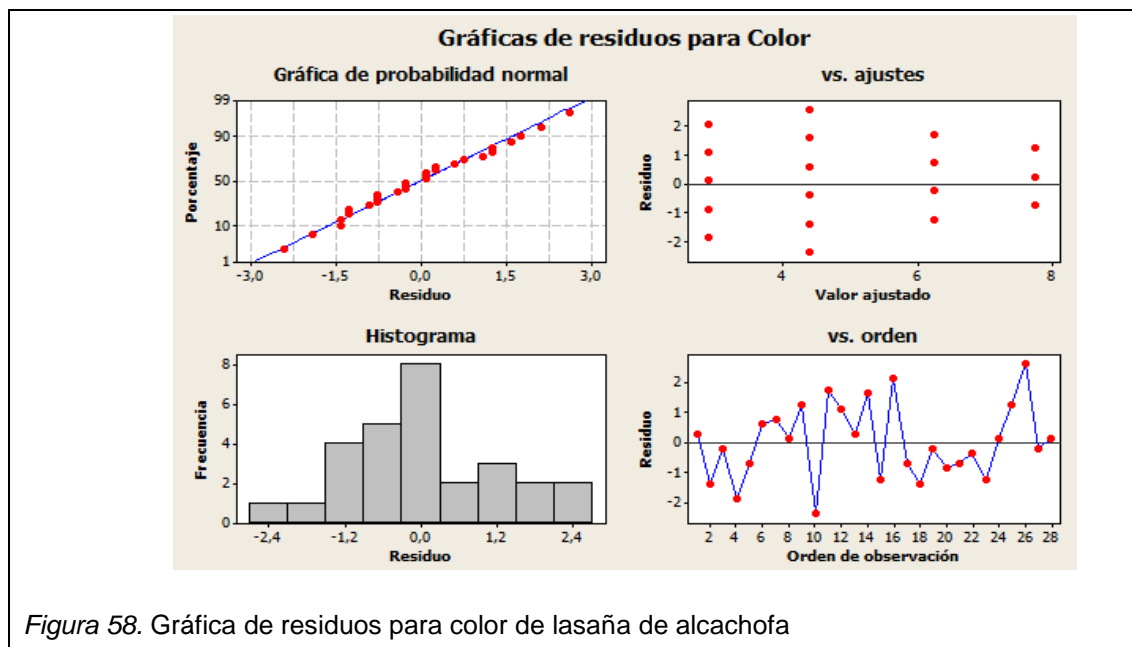 Gráficas de residuos para Color
Gráfica de probabilidad normal
99
90
50
10
1
Porcentaje
-3,0 -1,5 0,0 1,5 3,0
Residuo
vs. ajustes
2
1
0
-1
-2
Residuo
4 6 8
Valor ajustado
Histograma
8
6
4
2
0
Frecuencia
-2,4 -1,2 0,0 1,2 2,4
Residuo
vs. orden
2
1
0
-1
-2
Residuo
2 4 6 8 10 12 14 16 18 20 22 24 26 28
Orden de observación
Figura 58. Gráfica de residuos para color de lasaña de alcachofa